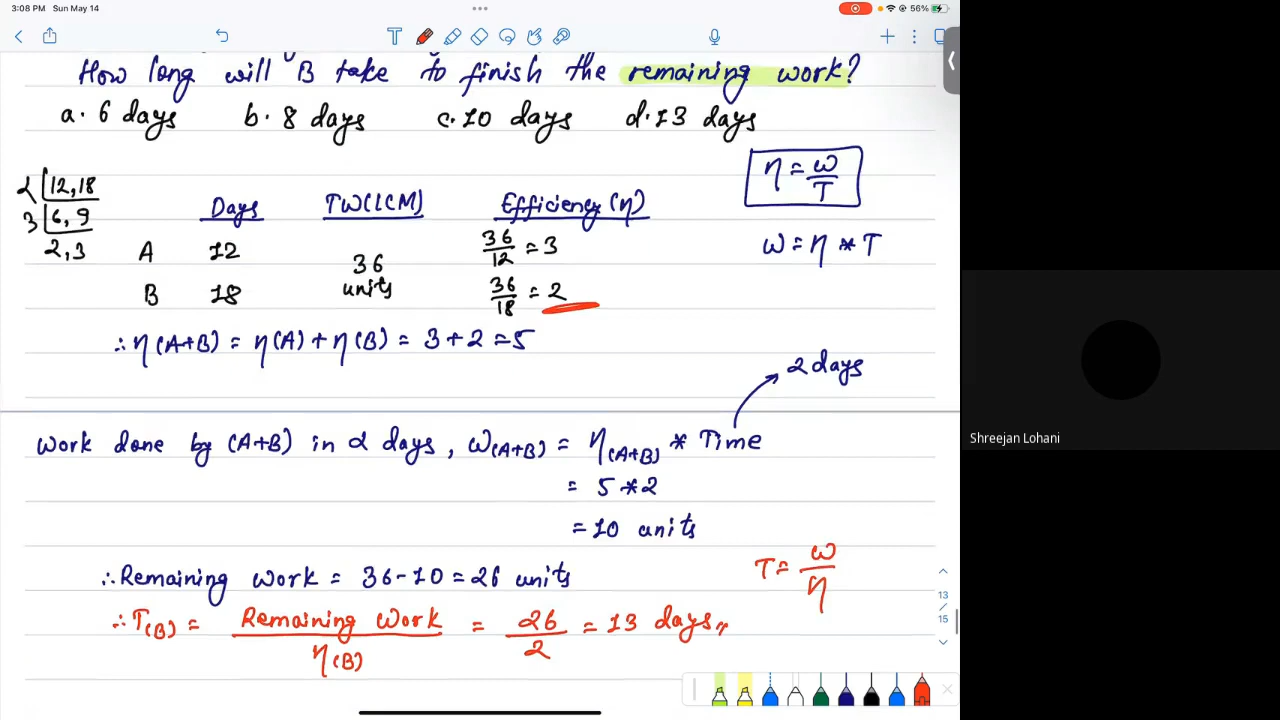 3:08 PM Sun May 14
56%
How long will B take to finish the remaining work?
a. 6 days b. 8 days c. 10 days d. 13 days
2 | 12, 18
3 | 6, 9
2, 3
Days TW(LCM) Efficiency (η)
A 12 36/12 = 3
36 units
B 18 36/18 = 2
η = w/T
w = η * T
∴ η(A+B) = η(A) + η(B) = 3 + 2 = 5
2 days
Work done by (A+B) in 2 days, w(A+B) = η(A+B) * Time
= 5 * 2
= 10 units
∴ Remaining work = 36 - 10 = 26 units
T = w/η
∴ T(B) = Remaining Work / η(B) = 26/2 = 13 days
13
/
15
Shreejan Lohani